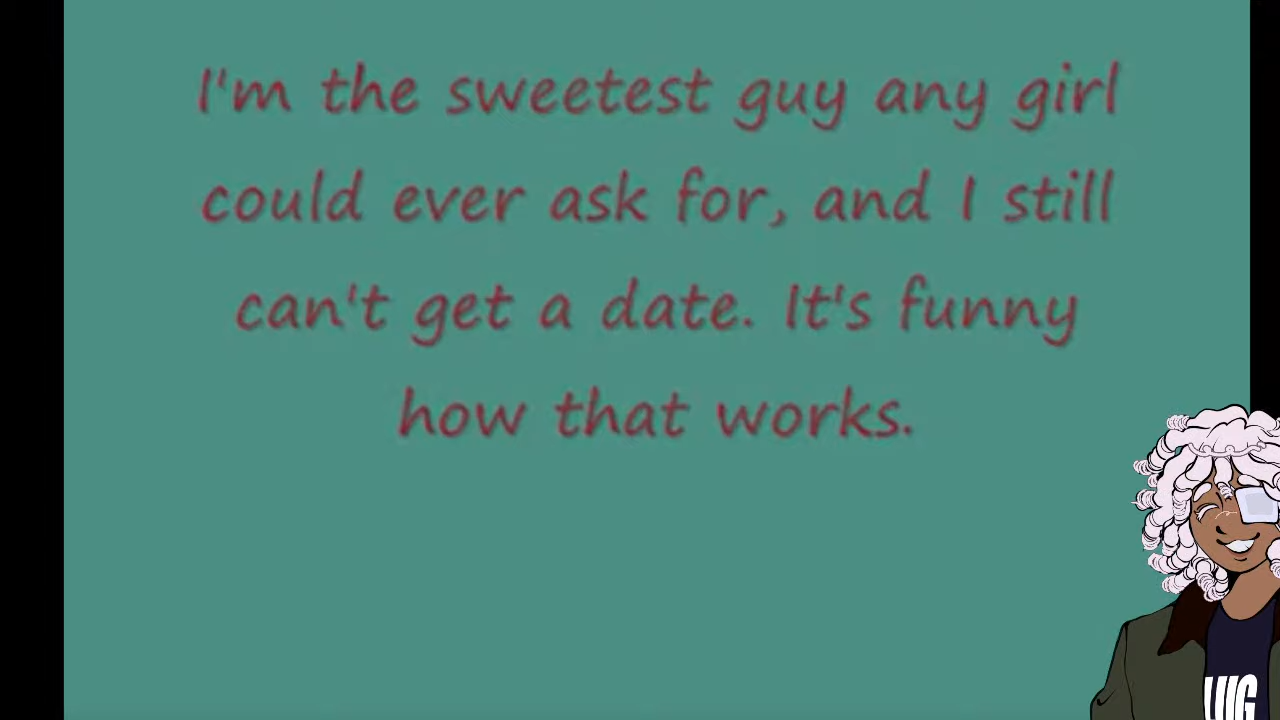 I'm the sweetest guy any girl
could ever ask for, and I still
can't get a date. It's funny
how that works.